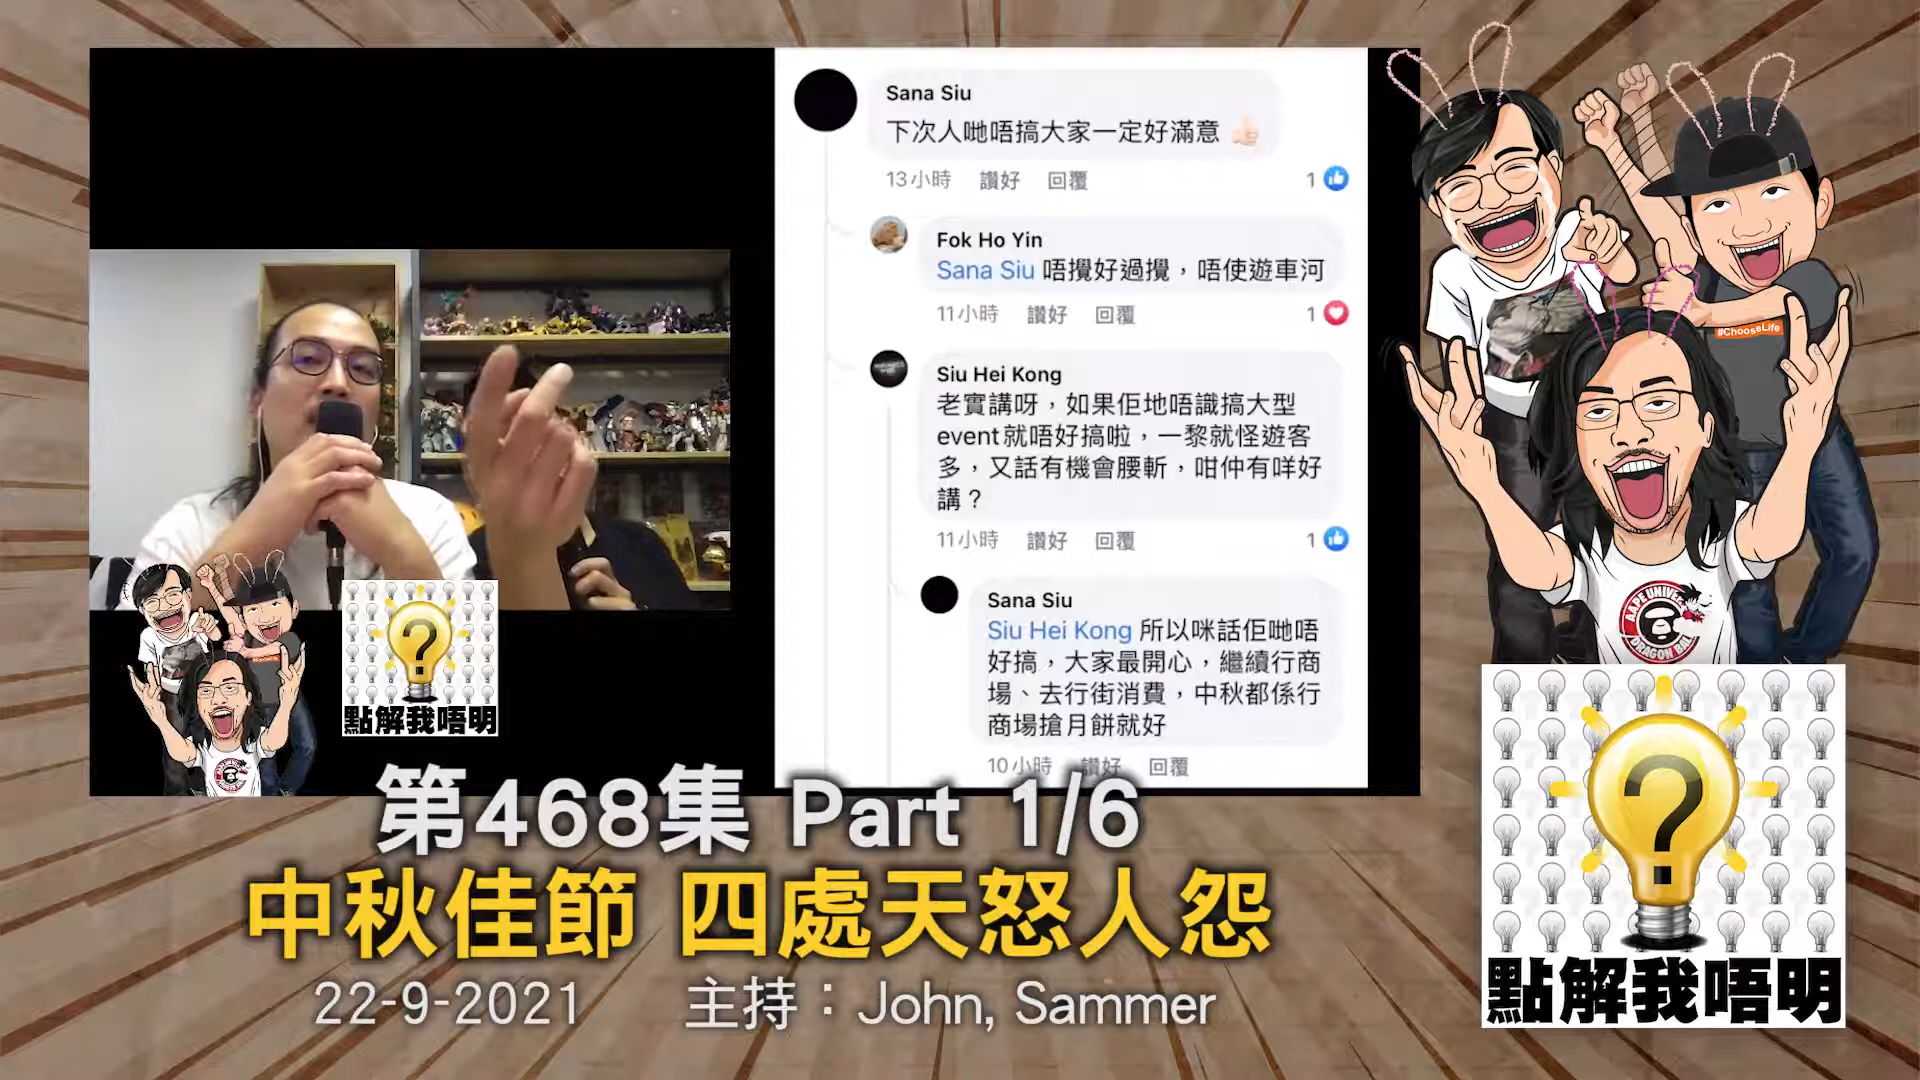 Sana Siu
下次人哋唔搞大家一定好滿意 👍🏻
13小時 讚好 回覆 1
Fok Ho Yin
Sana Siu 唔攪好過攪，唔使遊車河
11小時 讚好 回覆 1
Siu Hei Kong
老實講呀，如果佢地唔識搞大型
event就唔好搞啦，一黎就怪遊客
多，又話有機會腰斬，咁仲有咩好
講？
11小時 讚好 回覆 1
Sana Siu
Siu Hei Kong 所以咪話佢哋唔
好搞，大家最開心，繼續行商
場、去行街消費，中秋都係行
商場搶月餅就好
10小時 讚好 回覆
#ChooseLife
AAPE UNIVERSE
DRAGON BALL
?
點解我唔明
?
點解我唔明
第468集 Part 1/6
中秋佳節 四處天怒人怨
22-9-2021 主持：John, Sammer